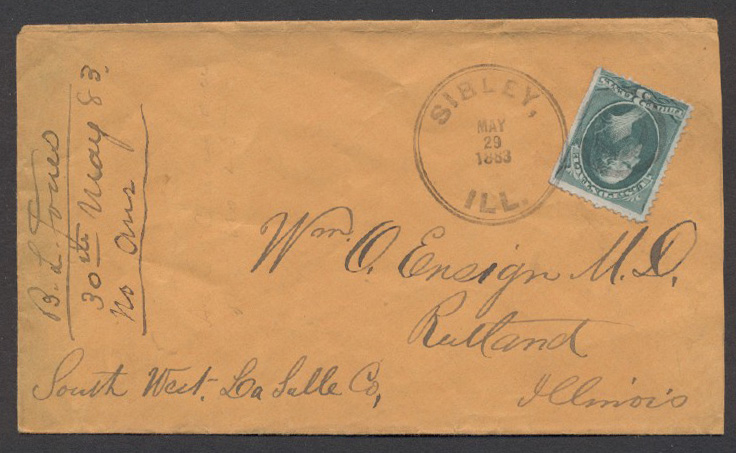 B. L. Jones
30th May 83.
No Ans
SIBLEY,
MAY
29
1883
ILL.
Wm. O. Ensign M.D,
Rutland
South West. La Salle Co,
Illinois